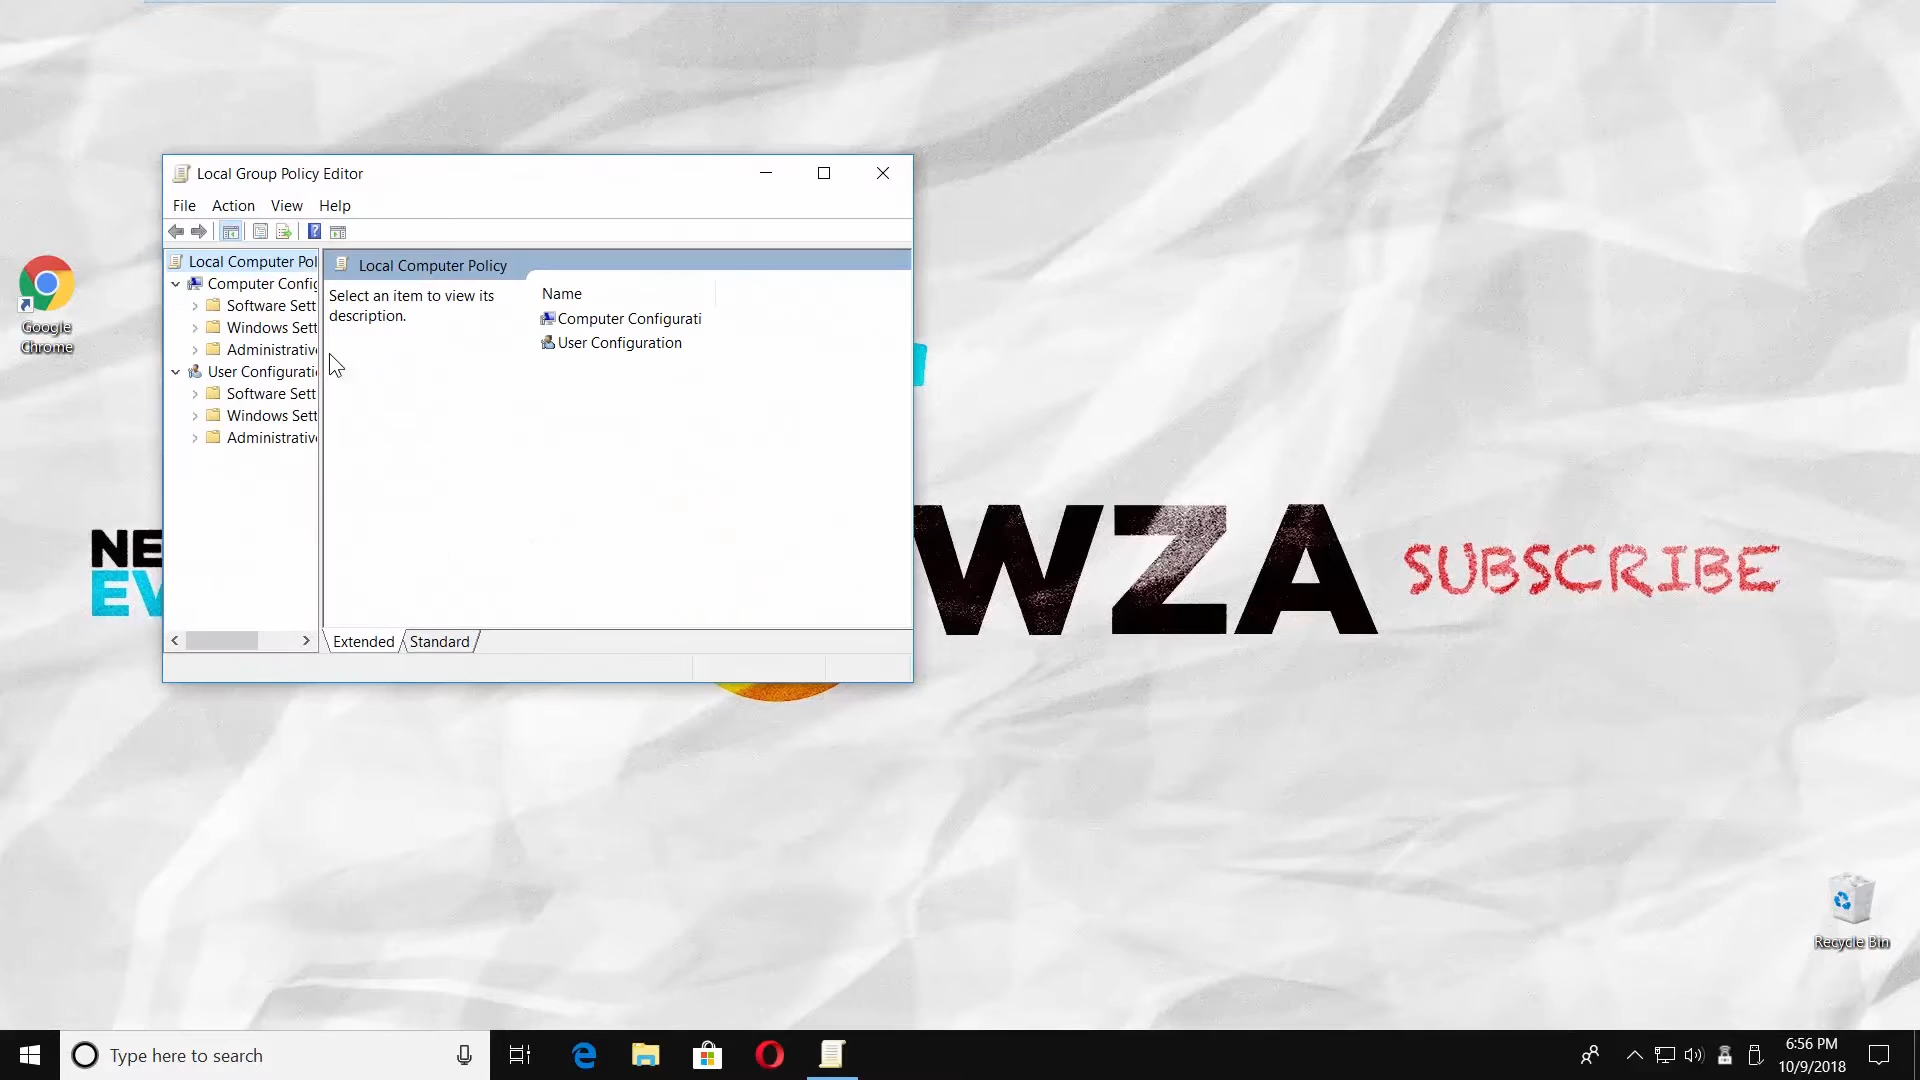 Local Group Policy Editor
File Action View Help
Local Computer Pol
Computer Config
Software Sett
Windows Sett
Administrative
User Configurati
Software Sett
Windows Sett
Administrative
Local Computer Policy
Select an item to view its
description.
Name
Computer Configurati
User Configuration
Extended Standard
Google
Chrome
NE
EV
WZA
SUBSCRIBE
Recycle Bin
Type here to search
6:56 PM
10/9/2018